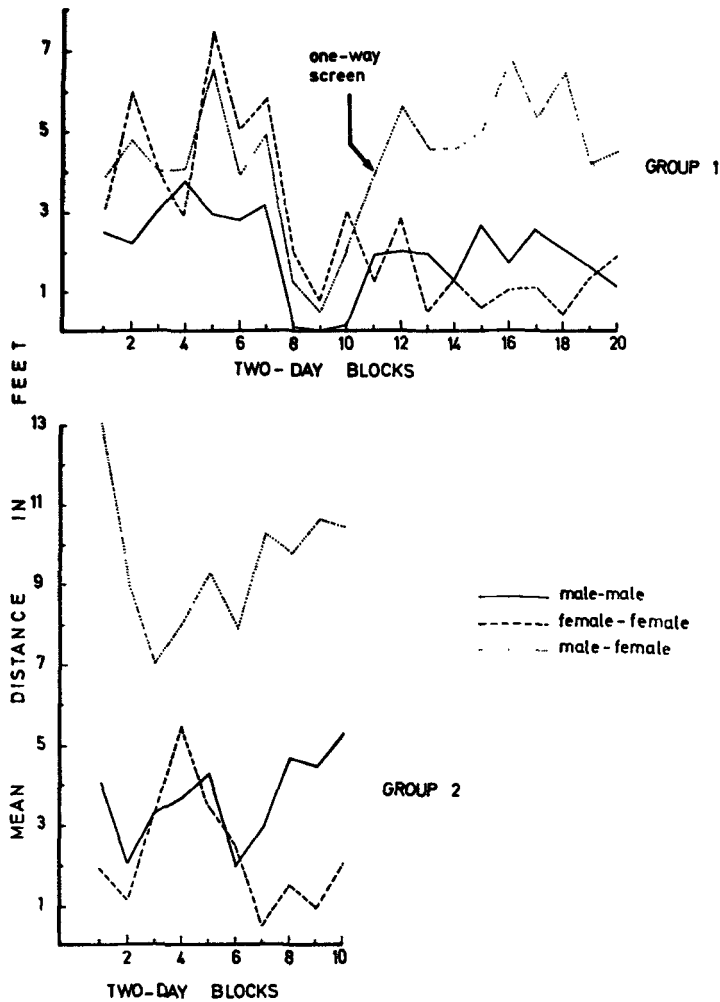 7
5
3
1
one-way
screen
GROUP 1
2 4 6 8 10 12 14 16 18 20
TWO-DAY BLOCKS
MEAN DISTANCE IN FEET
13
11
9
7
5
3
1
male-male
female-female
male-female
GROUP 2
2 4 6 8 10
TWO-DAY BLOCKS